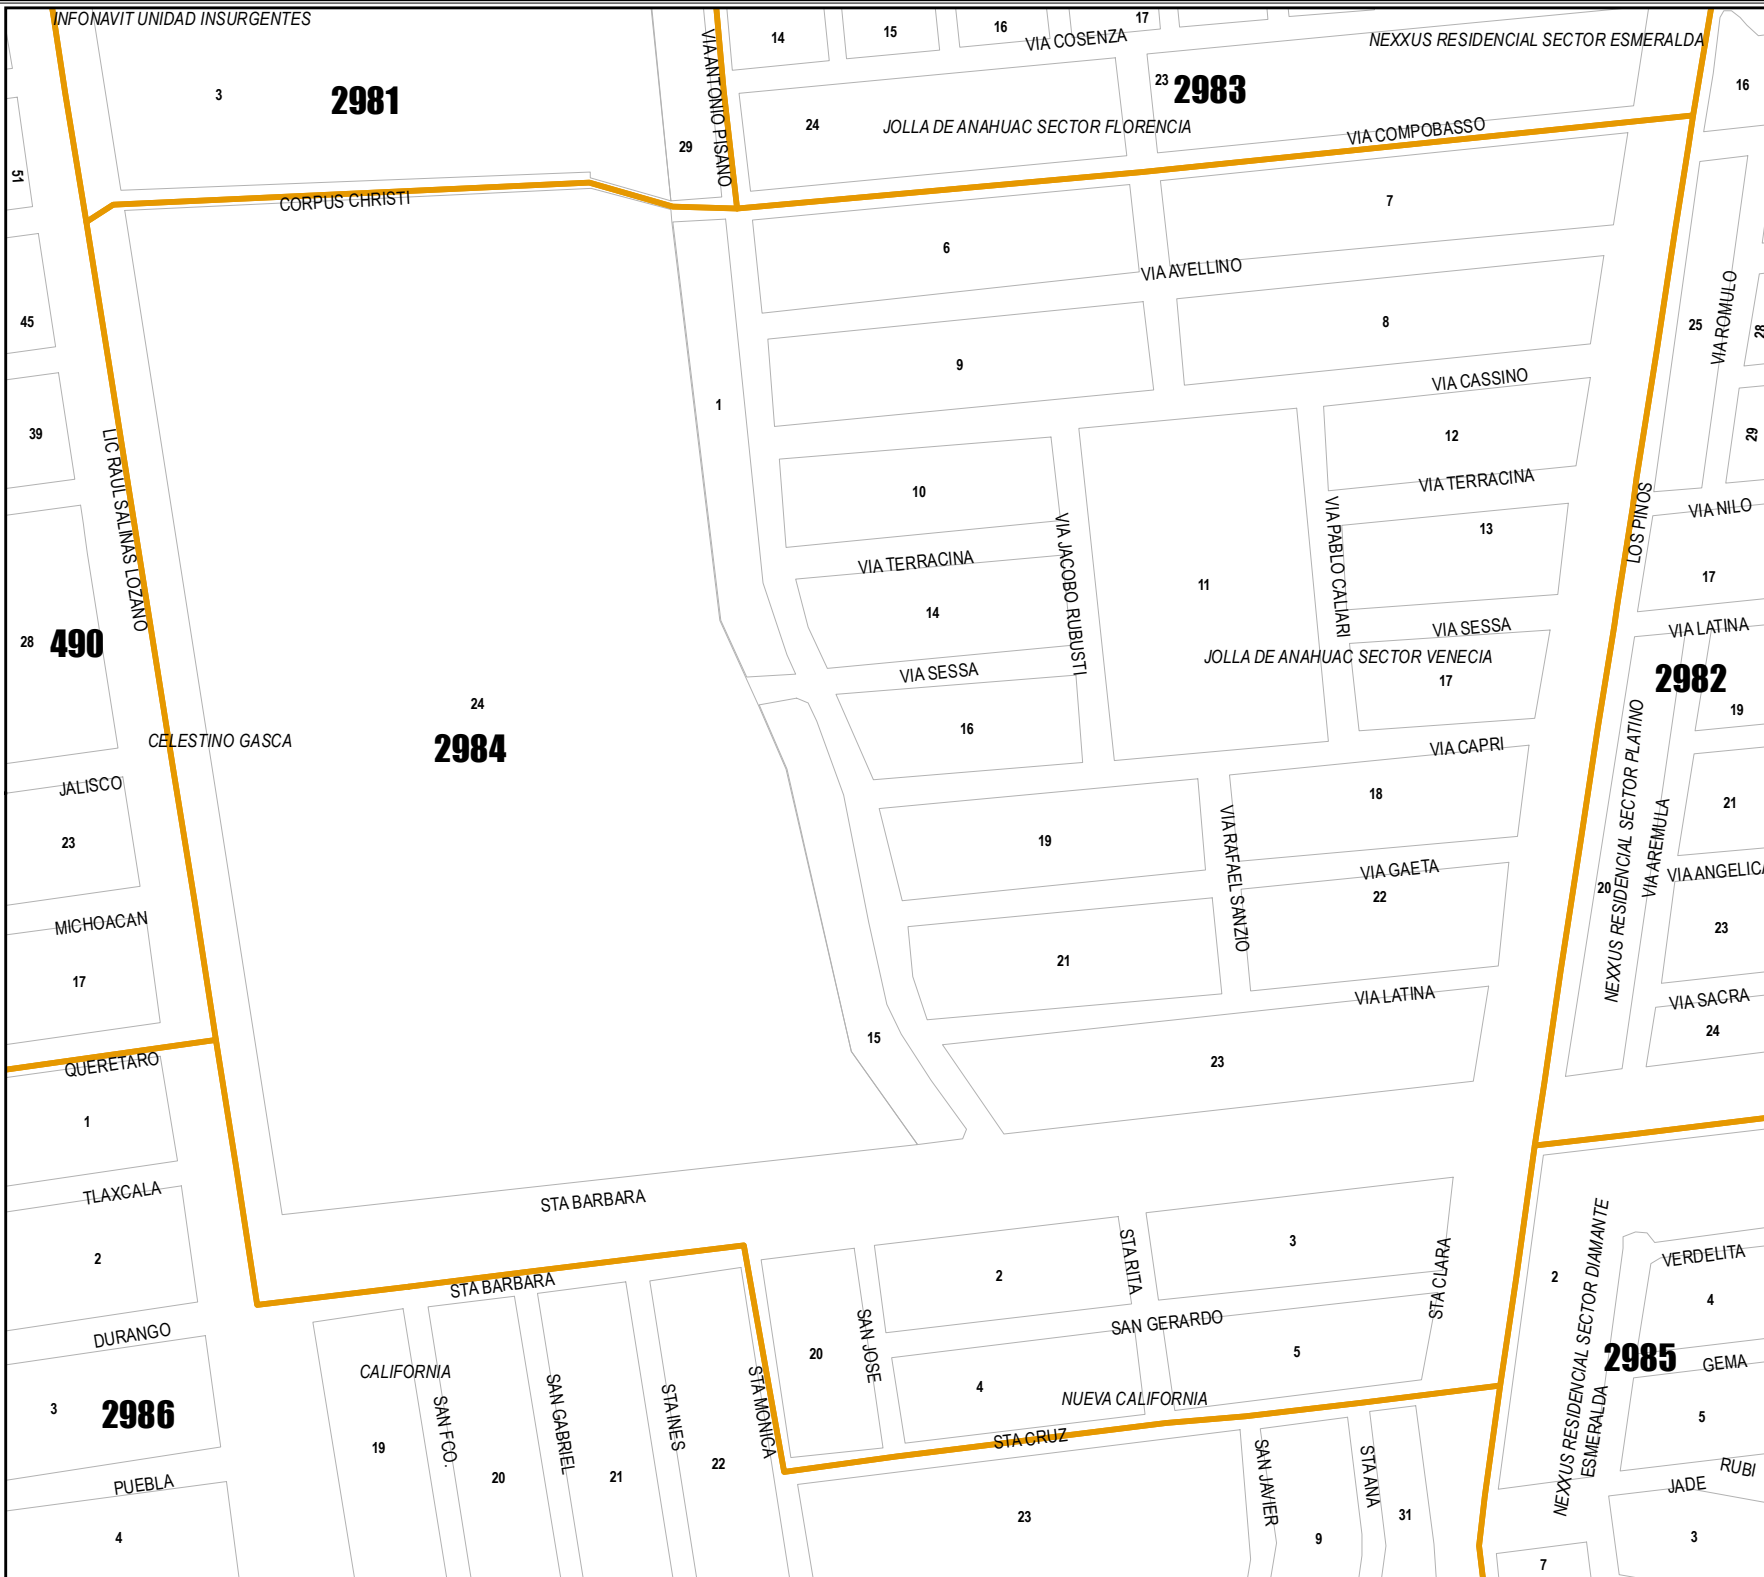 INFONAVIT UNIDAD INSURGENTES
17
16
15
14
VIA COSENZA
NEXXUS RESIDENCIAL SECTOR ESMERALDA
VIA ANTONIO PISANO
3
2981
23
2983
16
24
JOLLA DE ANAHUAC SECTOR FLORENCIA
VIA COMPOBASSO
29
51
CORPUS CHRISTI
7
6
VIA AVELLINO
45
8
25
VIA ROMULO
28
9
VIA CASSINO
1
39
LIC RAUL SALINAS LOZANO
12
29
10
VIA TERRACINA
VIA NILO
LOS PINOS
13
VIA JACOBO RUBUSTI
VIA PABLO CALIARI
VIA TERRACINA
11
17
14
VIA SESSA
VIA LATINA
28
490
JOLLA DE ANAHUAC SECTOR VENECIA
VIA SESSA
17
2982
24
19
16
CELESTINO GASCA
2984
VIA CAPRI
NEXXUS RESIDENCIAL SECTOR PLATINO
JALISCO
18
21
23
19
VIA RAFAEL SANZIO
VIA AREMULA
VIA GAETA
VIA ANGELICA
20
22
MICHOACAN
23
21
17
VIA LATINA
VIA SACRA
24
15
23
QUERETARO
1
TLAXCALA
STA BARBARA
2
3
STA RITA
STA CLARA
VERDELITA
2
2
STA BARBARA
NEXXUS RESIDENCIAL SECTOR DIAMANTE
ESMERALDA
4
SAN GERARDO
DURANGO
20
SAN JOSE
5
2985
GEMA
CALIFORNIA
4
NUEVA CALIFORNIA
3
2986
SAN FCO.
SAN GABRIEL
STA INES
STA MONICA
5
STA CRUZ
19
22
20
21
SAN JAVIER
STA ANA
RUBI
PUEBLA
JADE
23
31
4
9
3
7